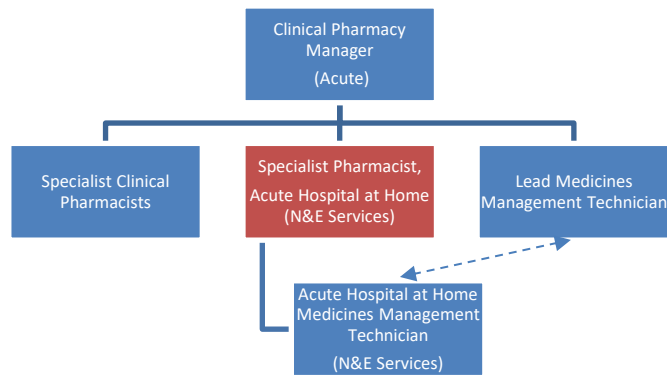 Clinical Pharmacy
Manager
(Acute)
Specialist Clinical
Pharmacists
Specialist Pharmacist,
Acute Hospital at Home
(N&E Services)
Lead Medicines
Management Technician
Acute Hospital at Home
Medicines Management
Technician
(N&E Services)